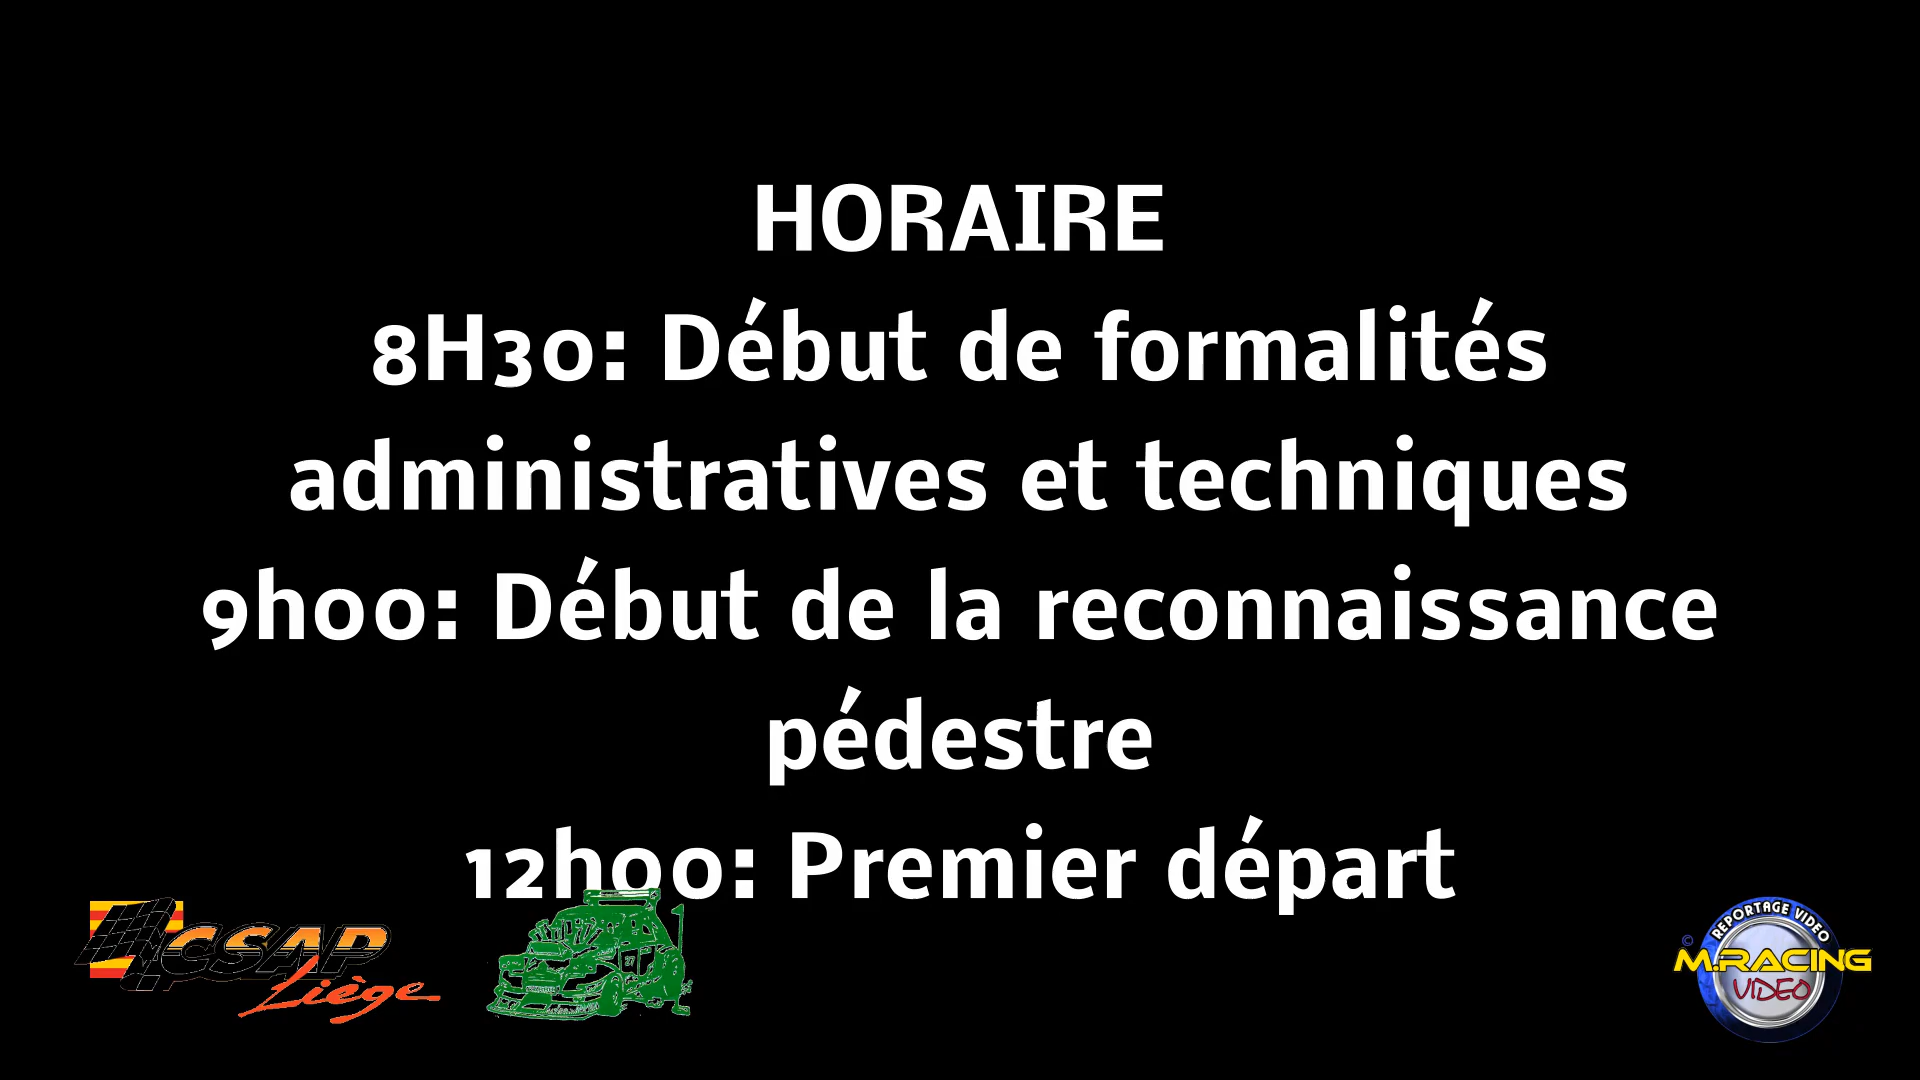 HORAIRE
8H30: Début de formalités
administratives et techniques
9h00: Début de la reconnaissance
pédestre
12h00: Premier départ
CSAP
Liège
27
REPORTAGE VIDEO
©
M.RACING
VIDEO